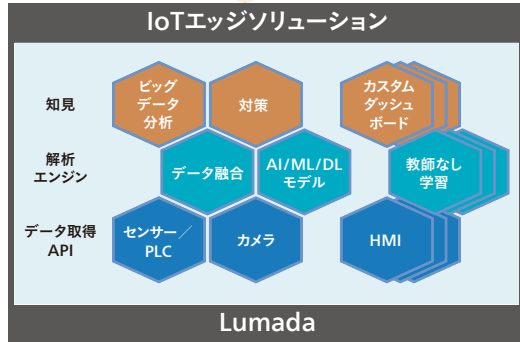 IoTエッジソリューション
知見
ビッグ
データ
分析
対策
カスタム
ダッシュ
ボード
解析
エンジン
データ融合
AI/ML/DL
モデル
教師なし
学習
データ取得
API
センサー／
PLC
カメラ
HMI
Lumada